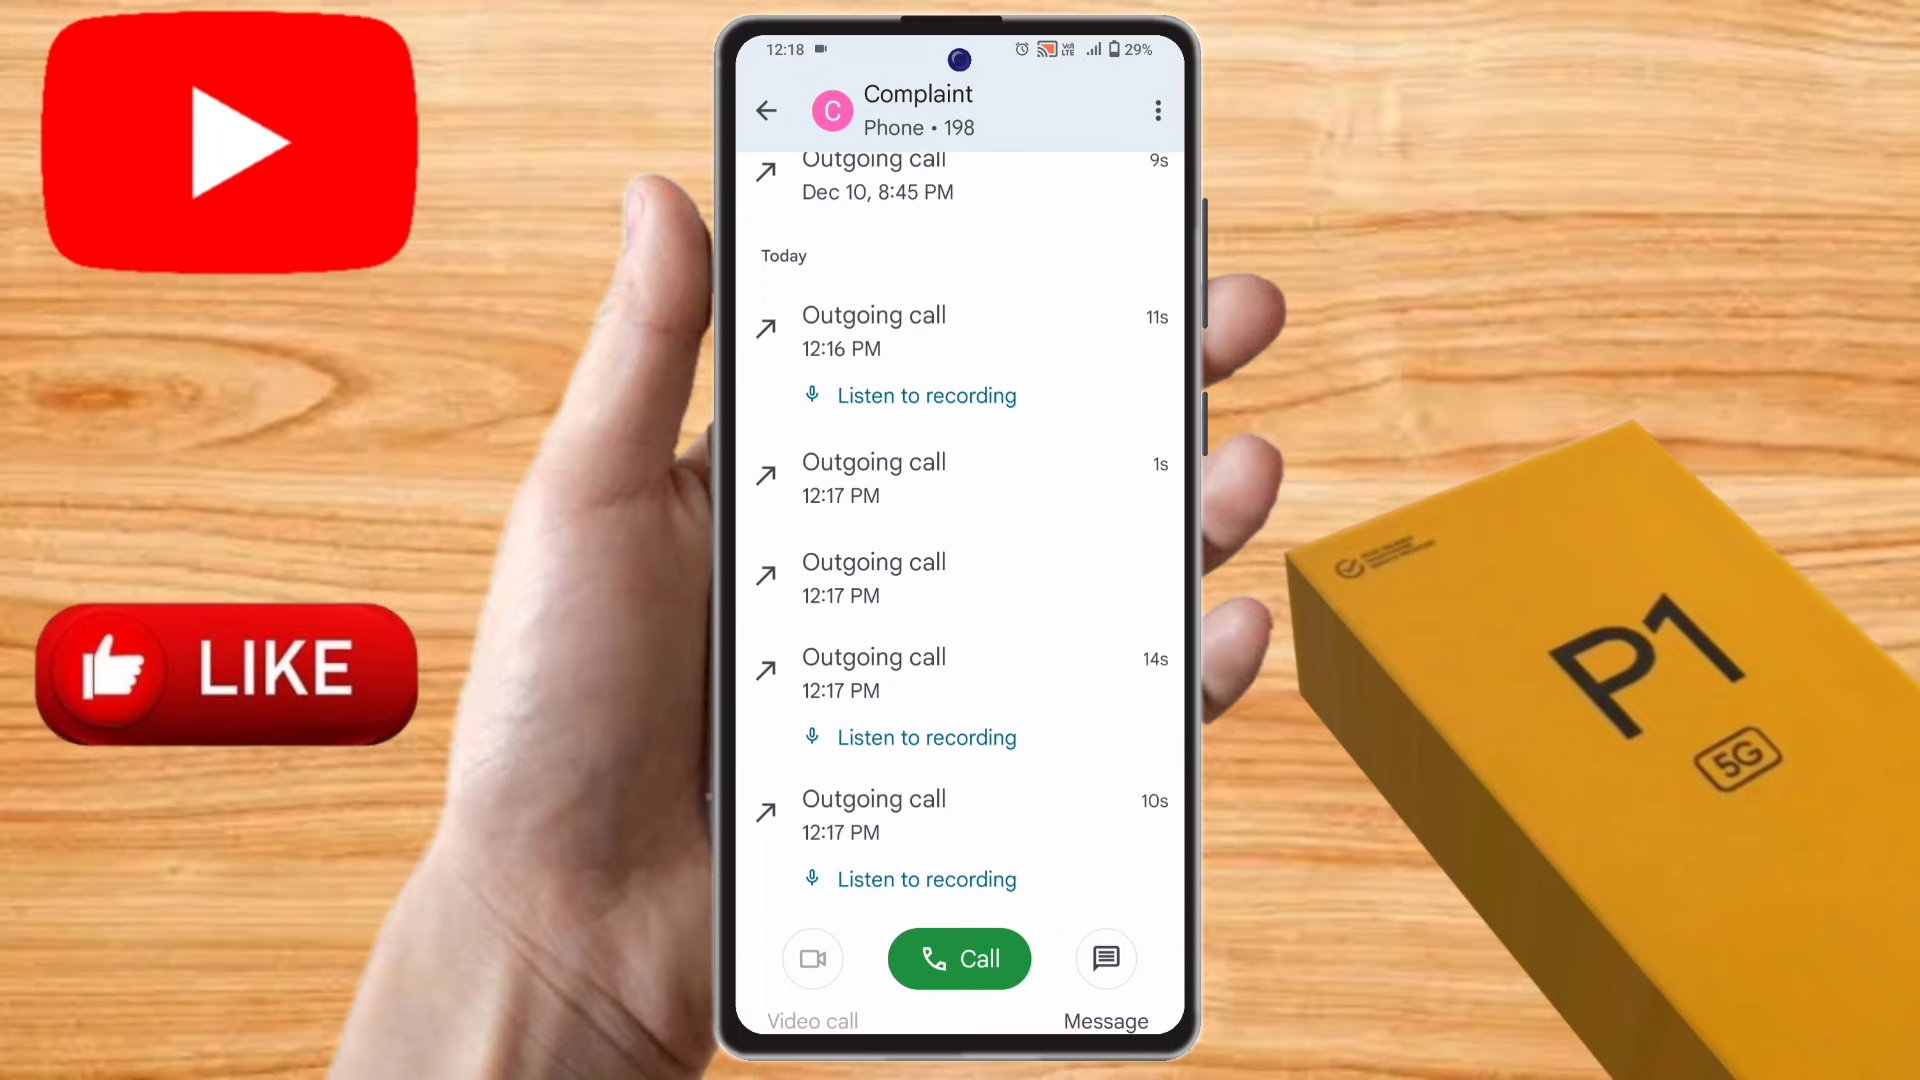 12:18
Vo))
LTE
29%
C
Complaint
Phone • 198
Outgoing call
9s
Dec 10, 8:45 PM
Today
Outgoing call
11s
12:16 PM
Listen to recording
Outgoing call
1s
12:17 PM
Outgoing call
12:17 PM
Outgoing call
14s
12:17 PM
Listen to recording
Outgoing call
10s
12:17 PM
Listen to recording
Call
Video call
Message
LIKE
P1
5G